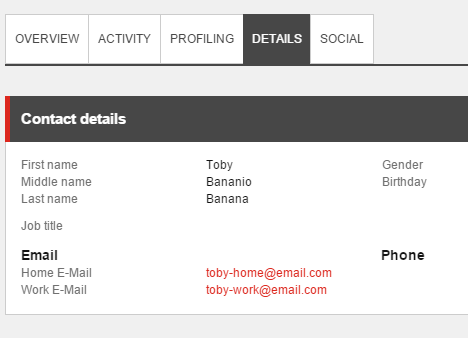 OVERVIEW ACTIVITY PROFILING DETAILS SOCIAL
Contact details
First name Toby Gender
Middle name Bananio Birthday
Last name Banana
Job title
Email Phone
Home E-Mail toby-home@email.com
Work E-Mail toby-work@email.com